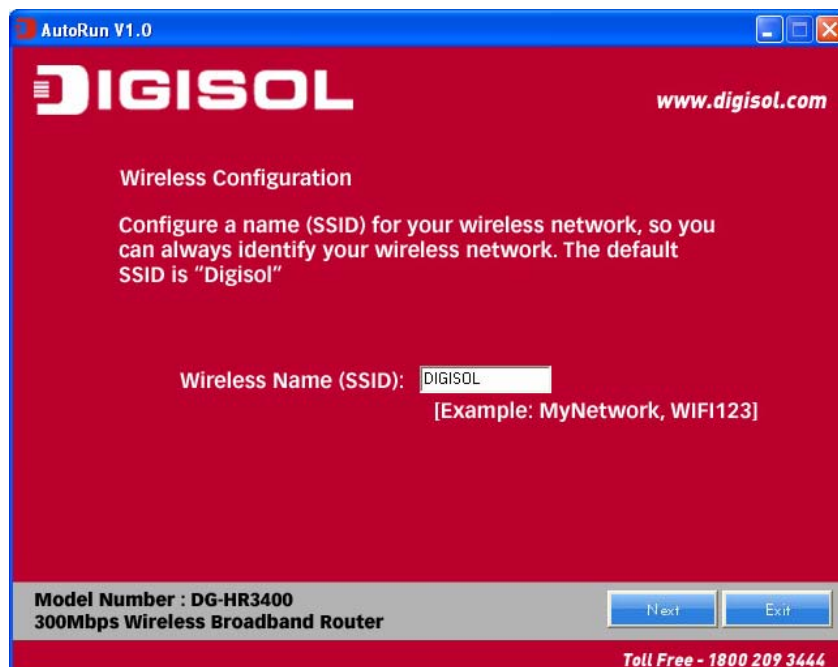 AutoRun V1.0
DIGISOL
www.digisol.com
Wireless Configuration
Configure a name (SSID) for your wireless network, so you
can always identify your wireless network. The default
SSID is "Digisol"
Wireless Name (SSID): DIGISOL
[Example: MyNetwork, WIFI123]
Model Number : DG-HR3400
300Mbps Wireless Broadband Router
Next Exit
Toll Free - 1800 209 3444